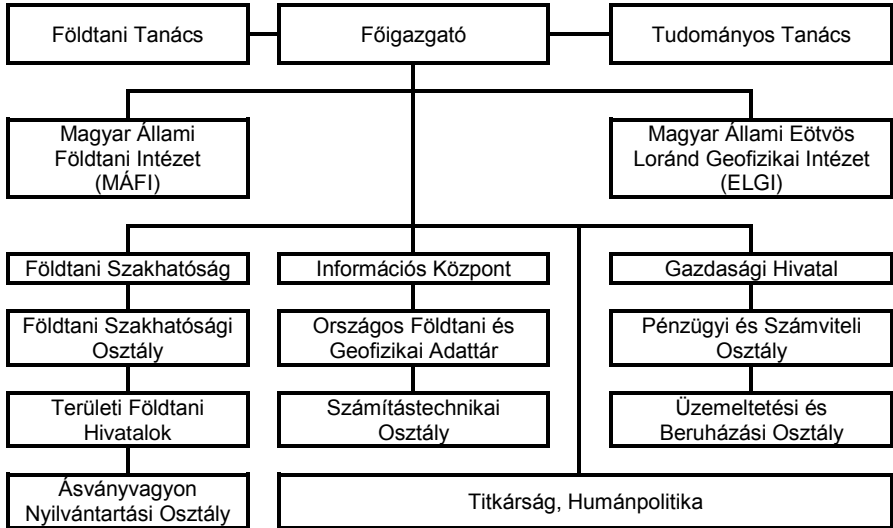 Földtani Tanács
Főigazgató
Tudományos Tanács
Magyar Állami
Földtani Intézet
(MÁFI)
Magyar Állami Eötvös
Loránd Geofizikai Intézet
(ELGI)
Földtani Szakhatóság
Információs Központ
Gazdasági Hivatal
Földtani Szakhatósági
Osztály
Országos Földtani és
Geofizikai Adattár
Pénzügyi és Számviteli
Osztály
Területi Földtani
Hivatalok
Számítástechnikai
Osztály
Üzemeltetési és
Beruházási Osztály
Ásványvagyon
Nyilvántartási Osztály
Titkárság, Humánpolitika